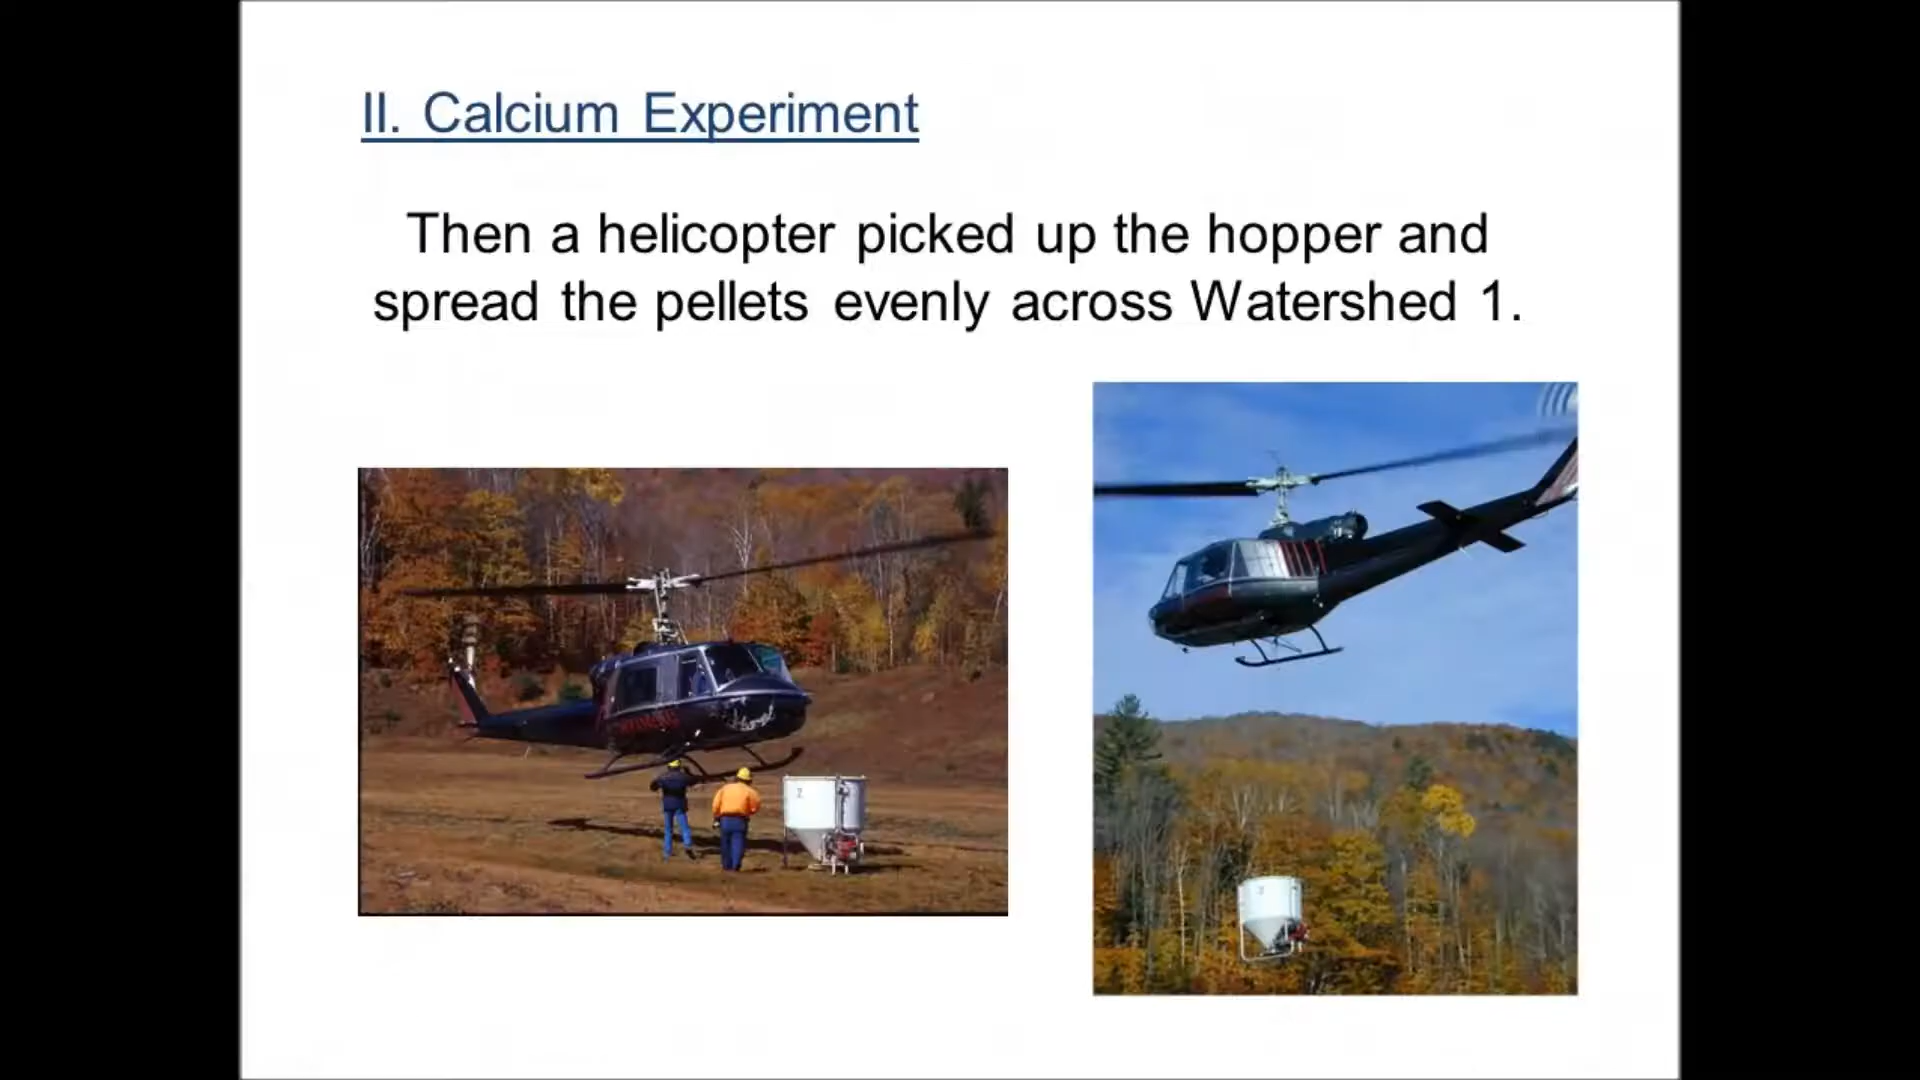 II. Calcium Experiment
Then a helicopter picked up the hopper and
spread the pellets evenly across Watershed 1.